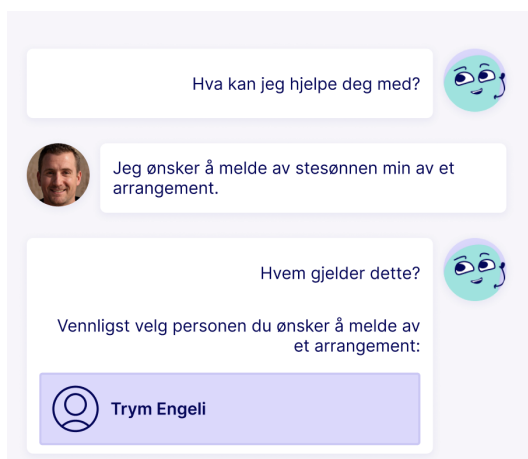 Hva kan jeg hjelpe deg med?
Jeg ønsker å melde av stesønnen min av et
arrangement.
Hvem gjelder dette?
Vennligst velg personen du ønsker å melde av
et arrangement:
Trym Engeli